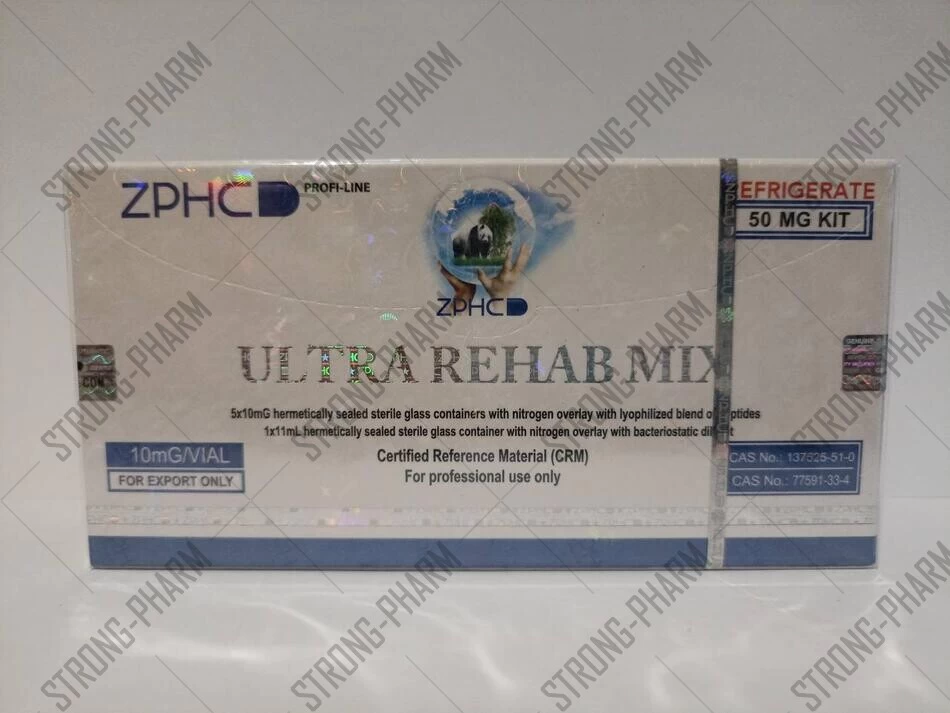 ZPHC PROFI-LINE
EFRIGERATE
50 MG KIT
ZPHC
ULTRA REHAB MIX
5x10mG hermetically sealed sterile glass containers with nitrogen overlay with lyophilized blend
1x11mL hermetically sealed sterile glass container with nitrogen overlay with bacteriostatic
Certified Reference Material (CRM)
For professional use only
10mG/VIAL
FOR EXPORT ONLY
CAS No.: 137525-51-0
CAS No.: 77591-33-4
GENUINE
.COM
STRONG-PHARM